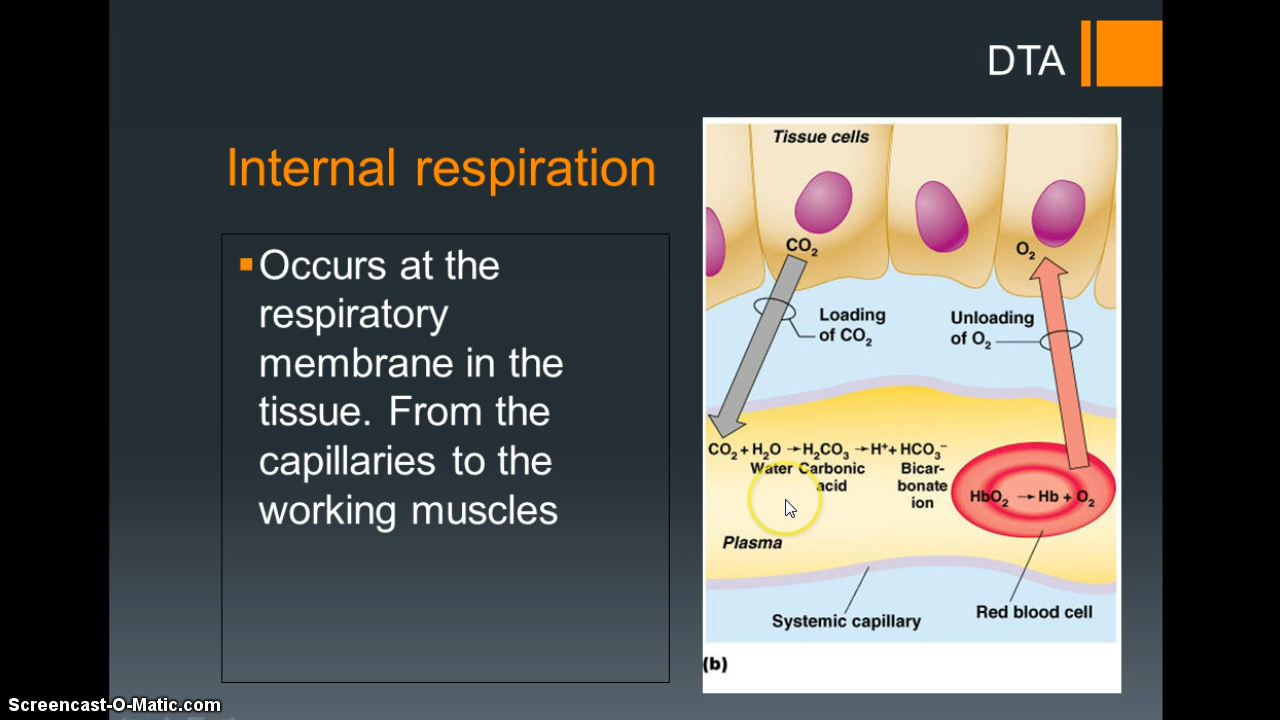 DTA
Internal respiration
▪Occurs at the
respiratory
membrane in the
tissue. From the
capillaries to the
working muscles
Tissue cells
CO₂
O₂
Loading
of CO₂
Unloading
of O₂
CO₂ + H₂O → H₂CO₃ → H⁺ + HCO₃⁻
Water Carbonic
acid
Bicar-
bonate
ion
HbO₂ → Hb + O₂
Plasma
Systemic capillary
Red blood cell
(b)
Screencast-O-Matic.com